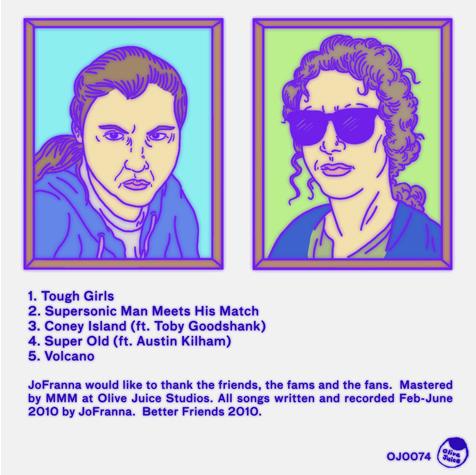 1. Tough Girls
2. Supersonic Man Meets His Match
3. Coney Island (ft. Toby Goodshank)
4. Super Old (ft. Austin Kilham)
5. Volcano
JoFranna would like to thank the friends, the fams and the fans. Mastered
by MMM at Olive Juice Studios. All songs written and recorded Feb-June
2010 by JoFranna. Better Friends 2010.
OJ0074
Olive
Juice